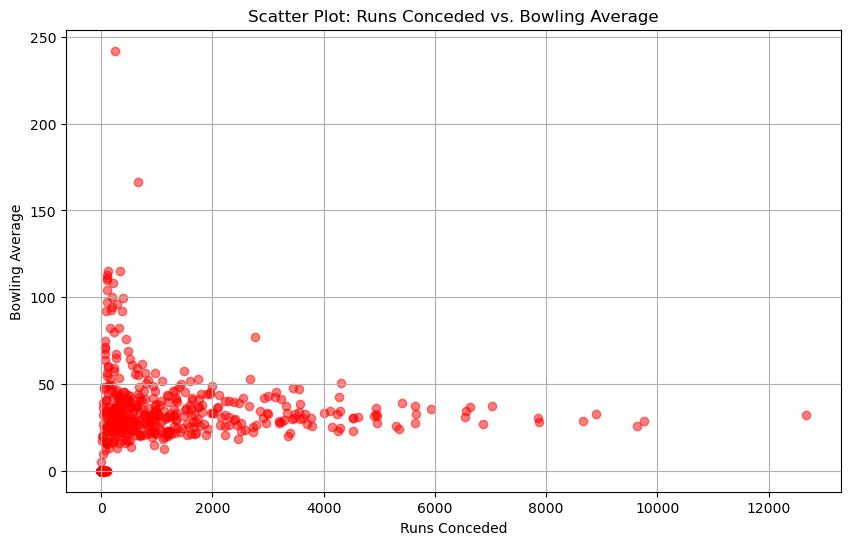 Scatter Plot: Runs Conceded vs. Bowling Average
250
200
150
100
50
0
Bowling Average
0 2000 4000 6000 8000 10000 12000
Runs Conceded